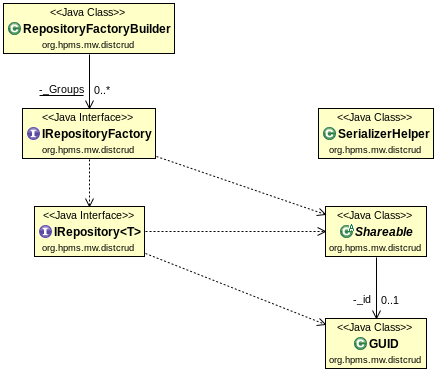 <<Java Class>>
RepositoryFactoryBuilder
org.hpms.mw.distcrud
-_Groups 0..*
<<Java Interface>>
IRepositoryFactory
org.hpms.mw.distcrud
<<Java Class>>
SerializerHelper
org.hpms.mw.distcrud
<<Java Interface>>
IRepository<T>
org.hpms.mw.distcrud
<<Java Class>>
Shareable
org.hpms.mw.distcrud
-_id 0..1
<<Java Class>>
GUID
org.hpms.mw.distcrud